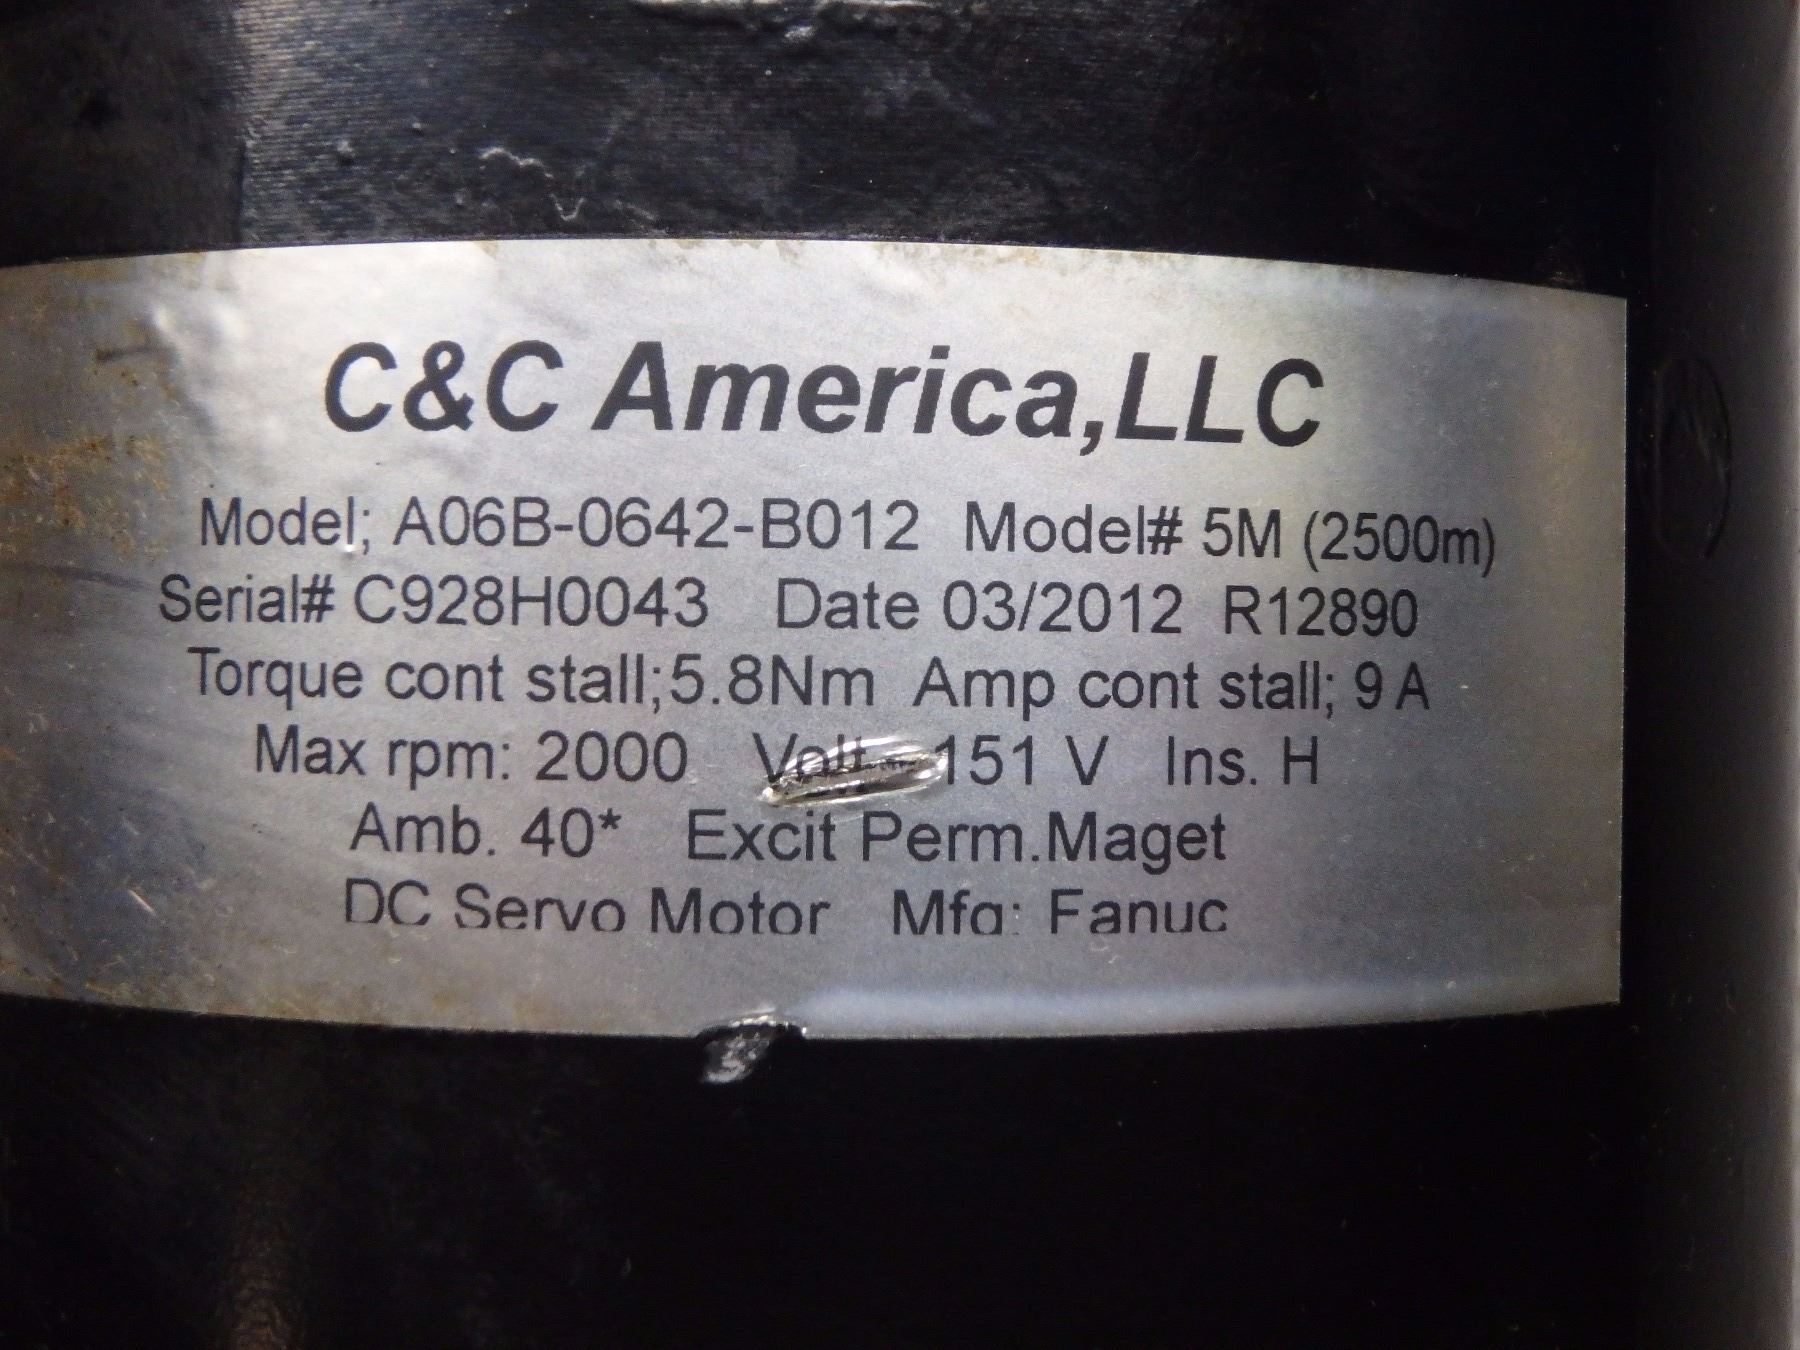 C&C America,LLC
Model; A06B-0642-B012 Model# 5M (2500m)
Serial# C928H0043 Date 03/2012 R12890
Torque cont stall;5.8Nm Amp cont stall; 9 A
Max rpm: 2000 Volt 151 V Ins. H
Amb. 40* Excit Perm.Maget
DC Servo Motor Mfg: Fanuc